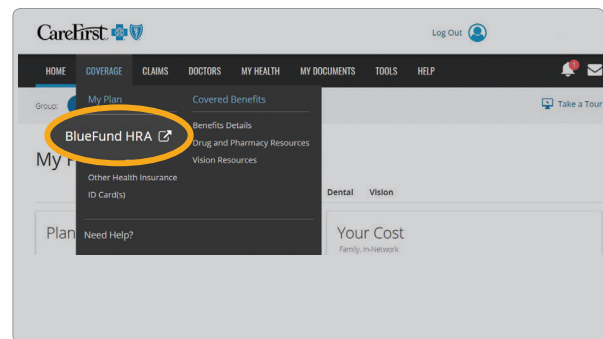 CareFirst
Log Out
HOME COVERAGE CLAIMS DOCTORS MY HEALTH MY DOCUMENTS TOOLS HELP
Group:
Take a Tour
My Plan
Covered Benefits
BlueFund HRA
Benefits Details
Drug and Pharmacy Resources
Vision Resources
My
Other Health Insurance
ID Card(s)
Dental Vision
Plan
Need Help?
Your Cost
Family, In-Network